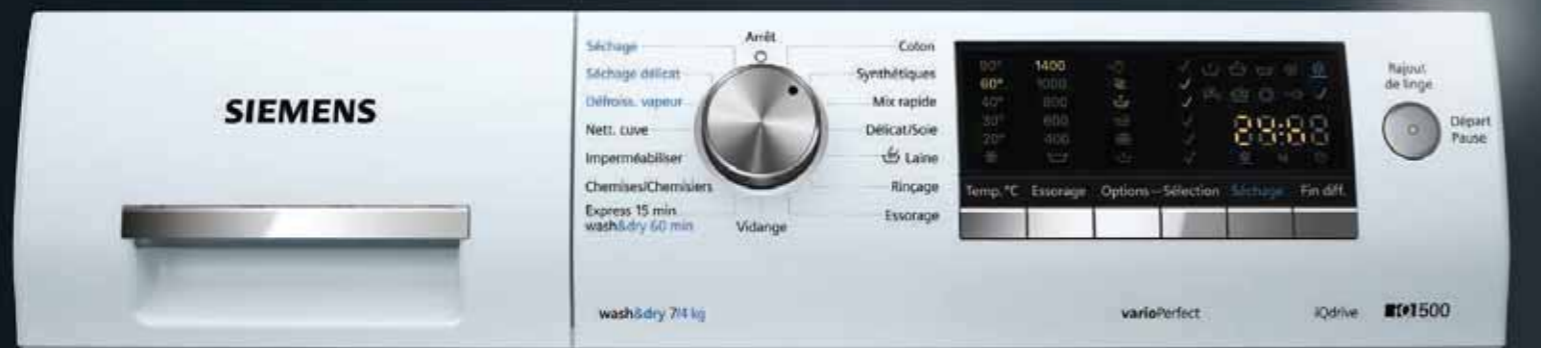 SIEMENS
Arrêt
Séchage
Séchage délicat
Défroiss. vapeur
Nett. cuve
Imperméabiliser
Chemises/Chemisiers
Express 15 min
wash&dry 60 min
Vidange
Coton
Synthétiques
Mix rapide
Délicat/Soie
Laine
Rinçage
Essorage
90° 1400
60° 1000
40° 800
30° 600
20° 400
Temp. °C Essorage Options – Sélection Séchage Fin diff.
Rajout
de linge
Départ
Pause
wash&dry 7/4 kg
varioPerfect
iQdrive
500